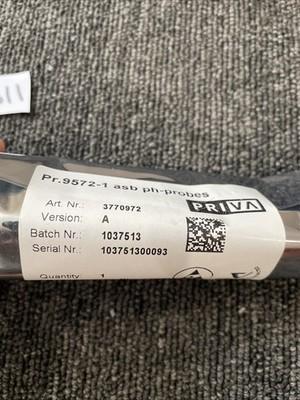 Pr.9572-1 asb ph-probes
PRIVA
Art. Nr.: 3770972
Version: A
Batch Nr.: 1037513
Serial Nr.: 103751300093
Quantity: 1